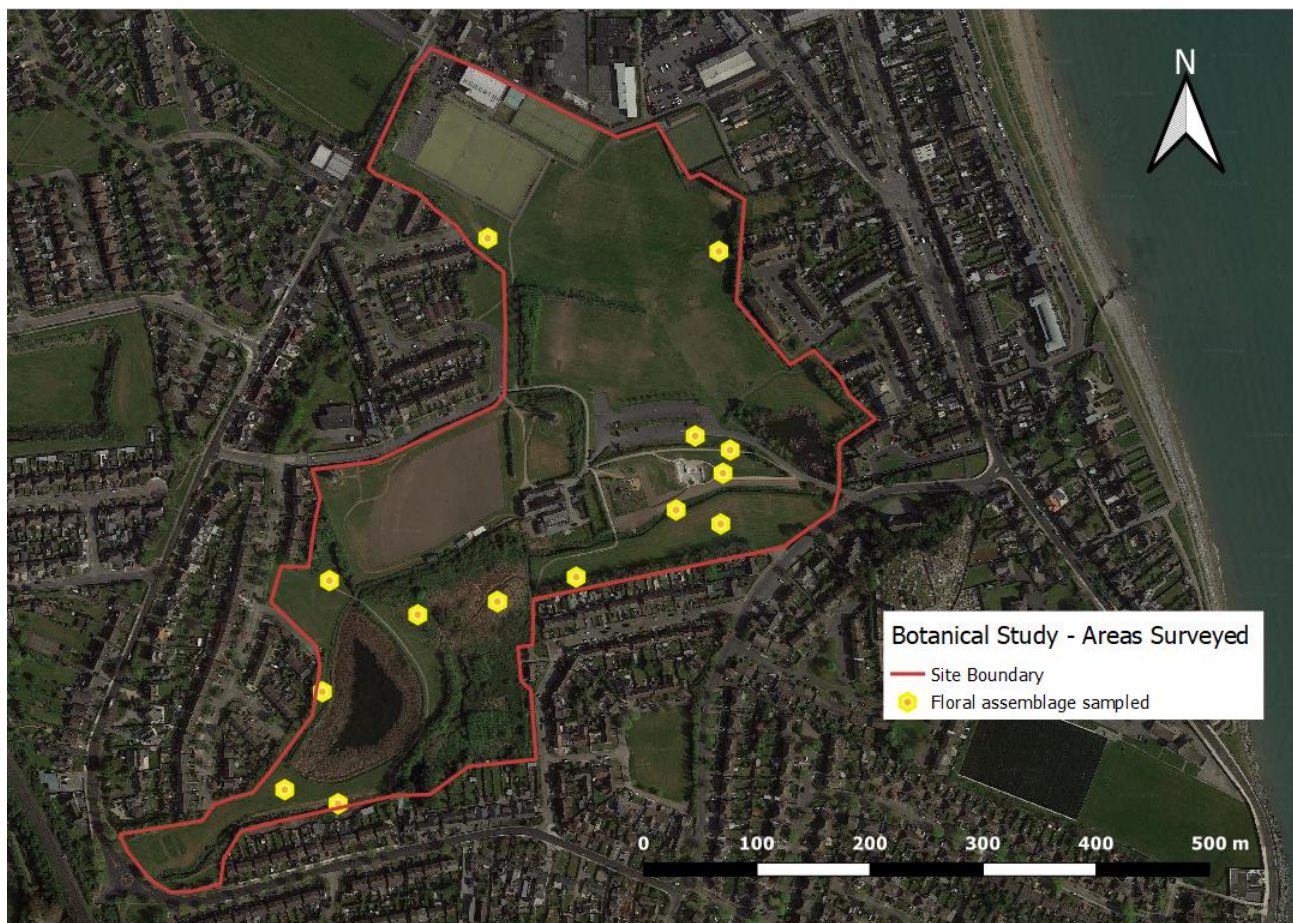 N
Botanical Study - Areas Surveyed
Site Boundary
Floral assemblage sampled
0 100 200 300 400 500 m